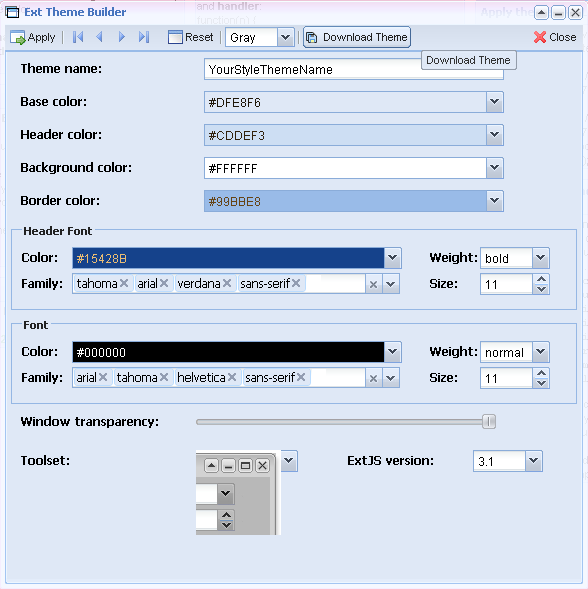 and handler:
function() {
Apply the
Ext Theme Builder
Apply Reset Gray Download Theme Close
Download Theme
Theme name: YourStyleThemeName
Base color: #DFE8F6
Header color: #CDDEF3
Background color: #FFFFFF
Border color: #99BBE8
Header Font
Color: #15428B Weight: bold
Family: tahoma arial verdana sans-serif Size: 11
Font
Color: #000000 Weight: normal
Family: arial tahoma helvetica sans-serif Size: 11
Window transparency:
Toolset: ExtJS version: 3.1